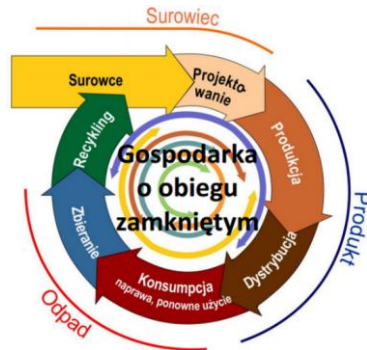 Surowiec
Surowce
Projekto-
wanie
Produkcja
Produkt
Dystrybucja
Konsumpcja
naprawa, ponowne użycie
Odpad
Zbieranie
Recykling
Gospodarka
o obiegu
zamkniętym